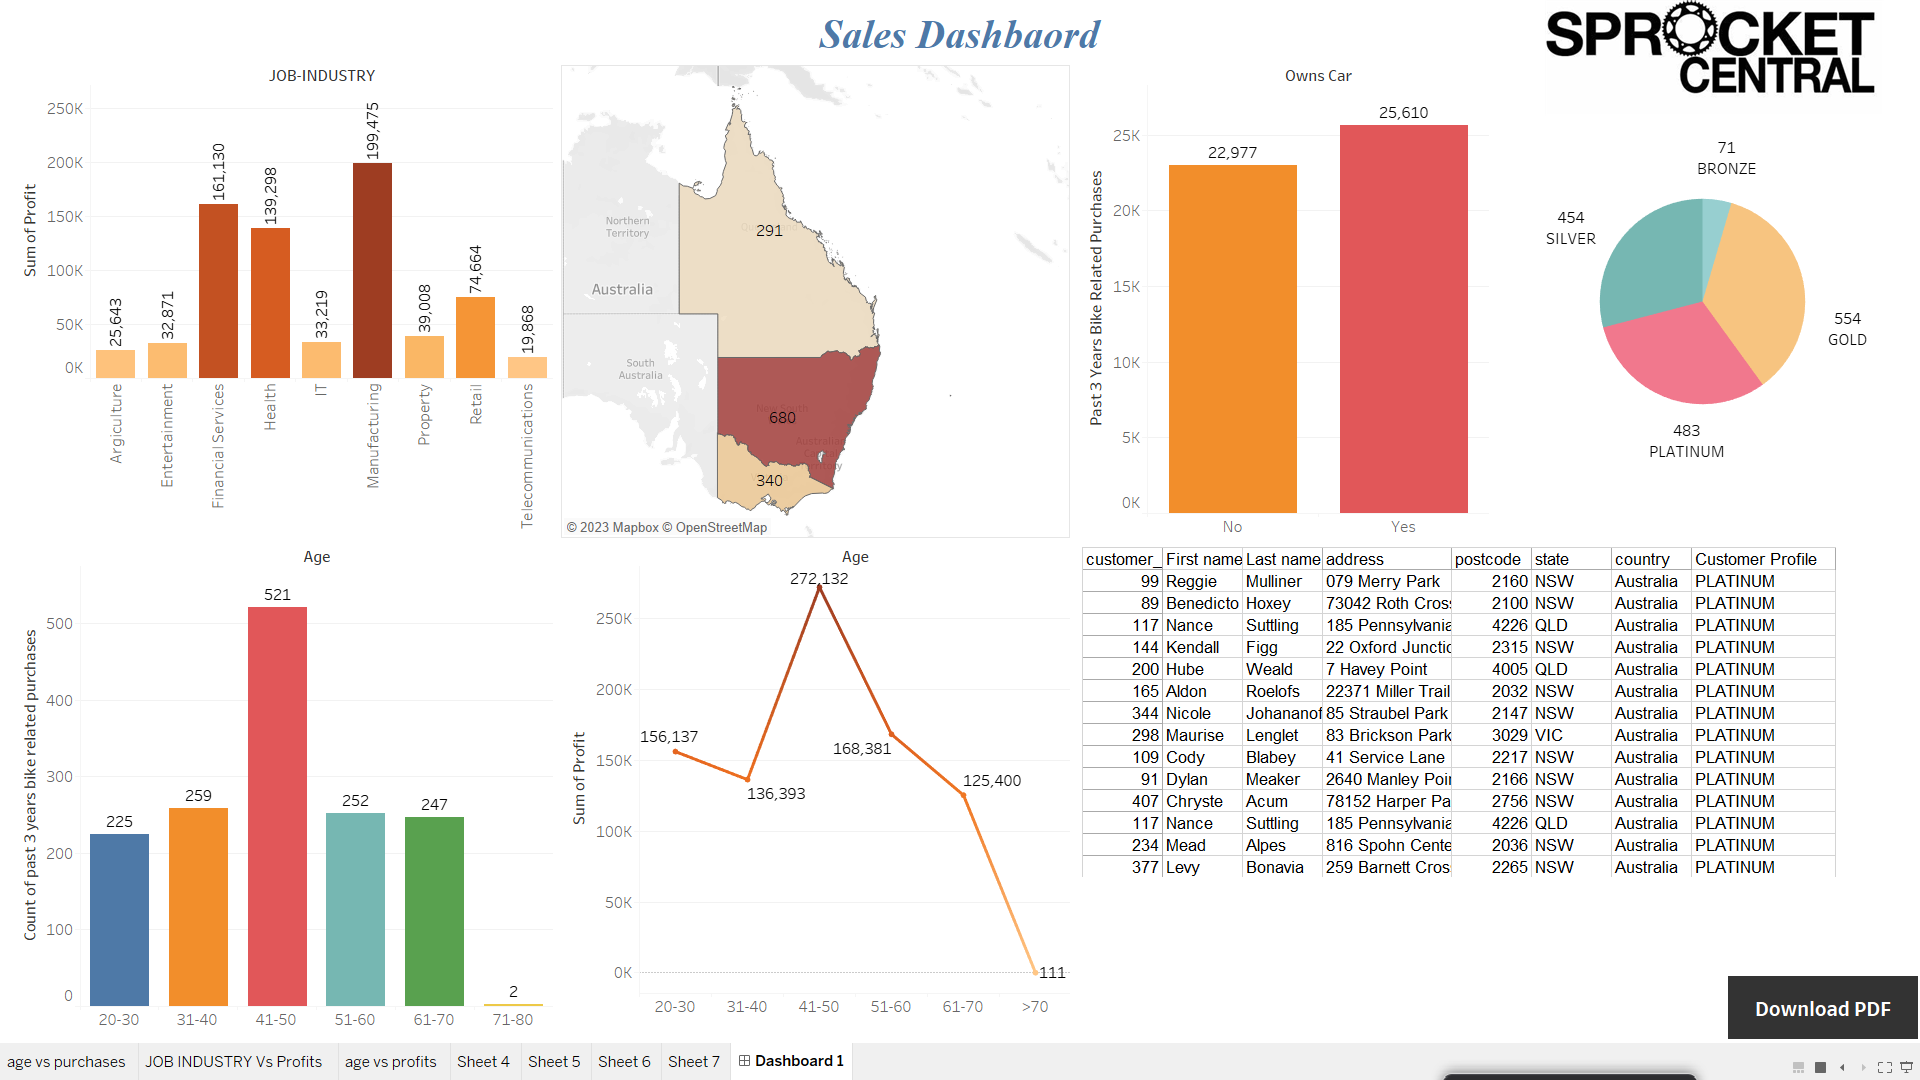 Sales Dashbaord
SPROCKET
CENTRAL
JOB-INDUSTRY
Sum of Profit
250K
200K
150K
100K
50K
0K
25,643
32,871
161,130
139,298
33,219
199,475
39,008
74,664
19,868
Argiculture
Entertainment
Financial Services
Health
IT
Manufacturing
Property
Retail
Telecommunications
Northern
Territory
Australia
South
Australia
291
680
340
© 2023 Mapbox © OpenStreetMap
Owns Car
Past 3 Years Bike Related Purchases
25K
20K
15K
10K
5K
0K
22,977
25,610
No
Yes
71
BRONZE
454
SILVER
554
GOLD
483
PLATINUM
Age
Count of past 3 years bike related purchases
500
400
300
200
100
0
225
259
521
252
247
2
20-30
31-40
41-50
51-60
61-70
71-80
Age
Sum of Profit
250K
200K
150K
100K
50K
0K
156,137
136,393
272,132
168,381
125,400
111
20-30
31-40
41-50
51-60
61-70
>70
customer_ First name Last name address postcode state country Customer Profile
99 Reggie Mulliner 079 Merry Park 2160 NSW Australia PLATINUM
89 Benedicto Hoxey 73042 Roth Cross 2100 NSW Australia PLATINUM
117 Nance Suttling 185 Pennsylvania 4226 QLD Australia PLATINUM
144 Kendall Figg 22 Oxford Junctic 2315 NSW Australia PLATINUM
200 Hube Weald 7 Havey Point 4005 QLD Australia PLATINUM
165 Aldon Roelofs 22371 Miller Trail 2032 NSW Australia PLATINUM
344 Nicole Johananof 85 Straubel Park 2147 NSW Australia PLATINUM
298 Maurise Lenglet 83 Brickson Park 3029 VIC Australia PLATINUM
109 Cody Blabey 41 Service Lane 2217 NSW Australia PLATINUM
91 Dylan Meaker 2640 Manley Poi 2166 NSW Australia PLATINUM
407 Chryste Acum 78152 Harper Pa 2756 NSW Australia PLATINUM
117 Nance Suttling 185 Pennsylvania 4226 QLD Australia PLATINUM
234 Mead Alpes 816 Spohn Cente 2036 NSW Australia PLATINUM
377 Levy Bonavia 259 Barnett Cros 2265 NSW Australia PLATINUM
Download PDF
age vs purchases
JOB INDUSTRY Vs Profits
age vs profits
Sheet 4
Sheet 5
Sheet 6
Sheet 7
Dashboard 1